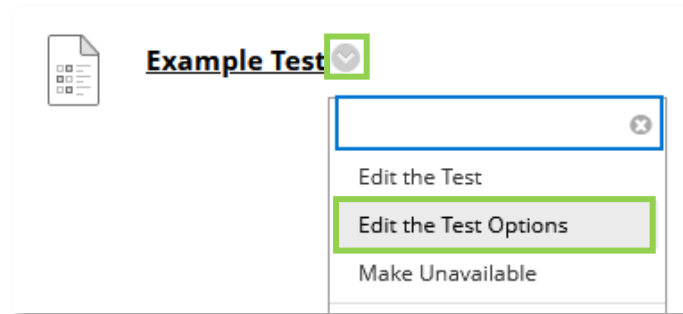 Example Test
Edit the Test
Edit the Test Options
Make Unavailable